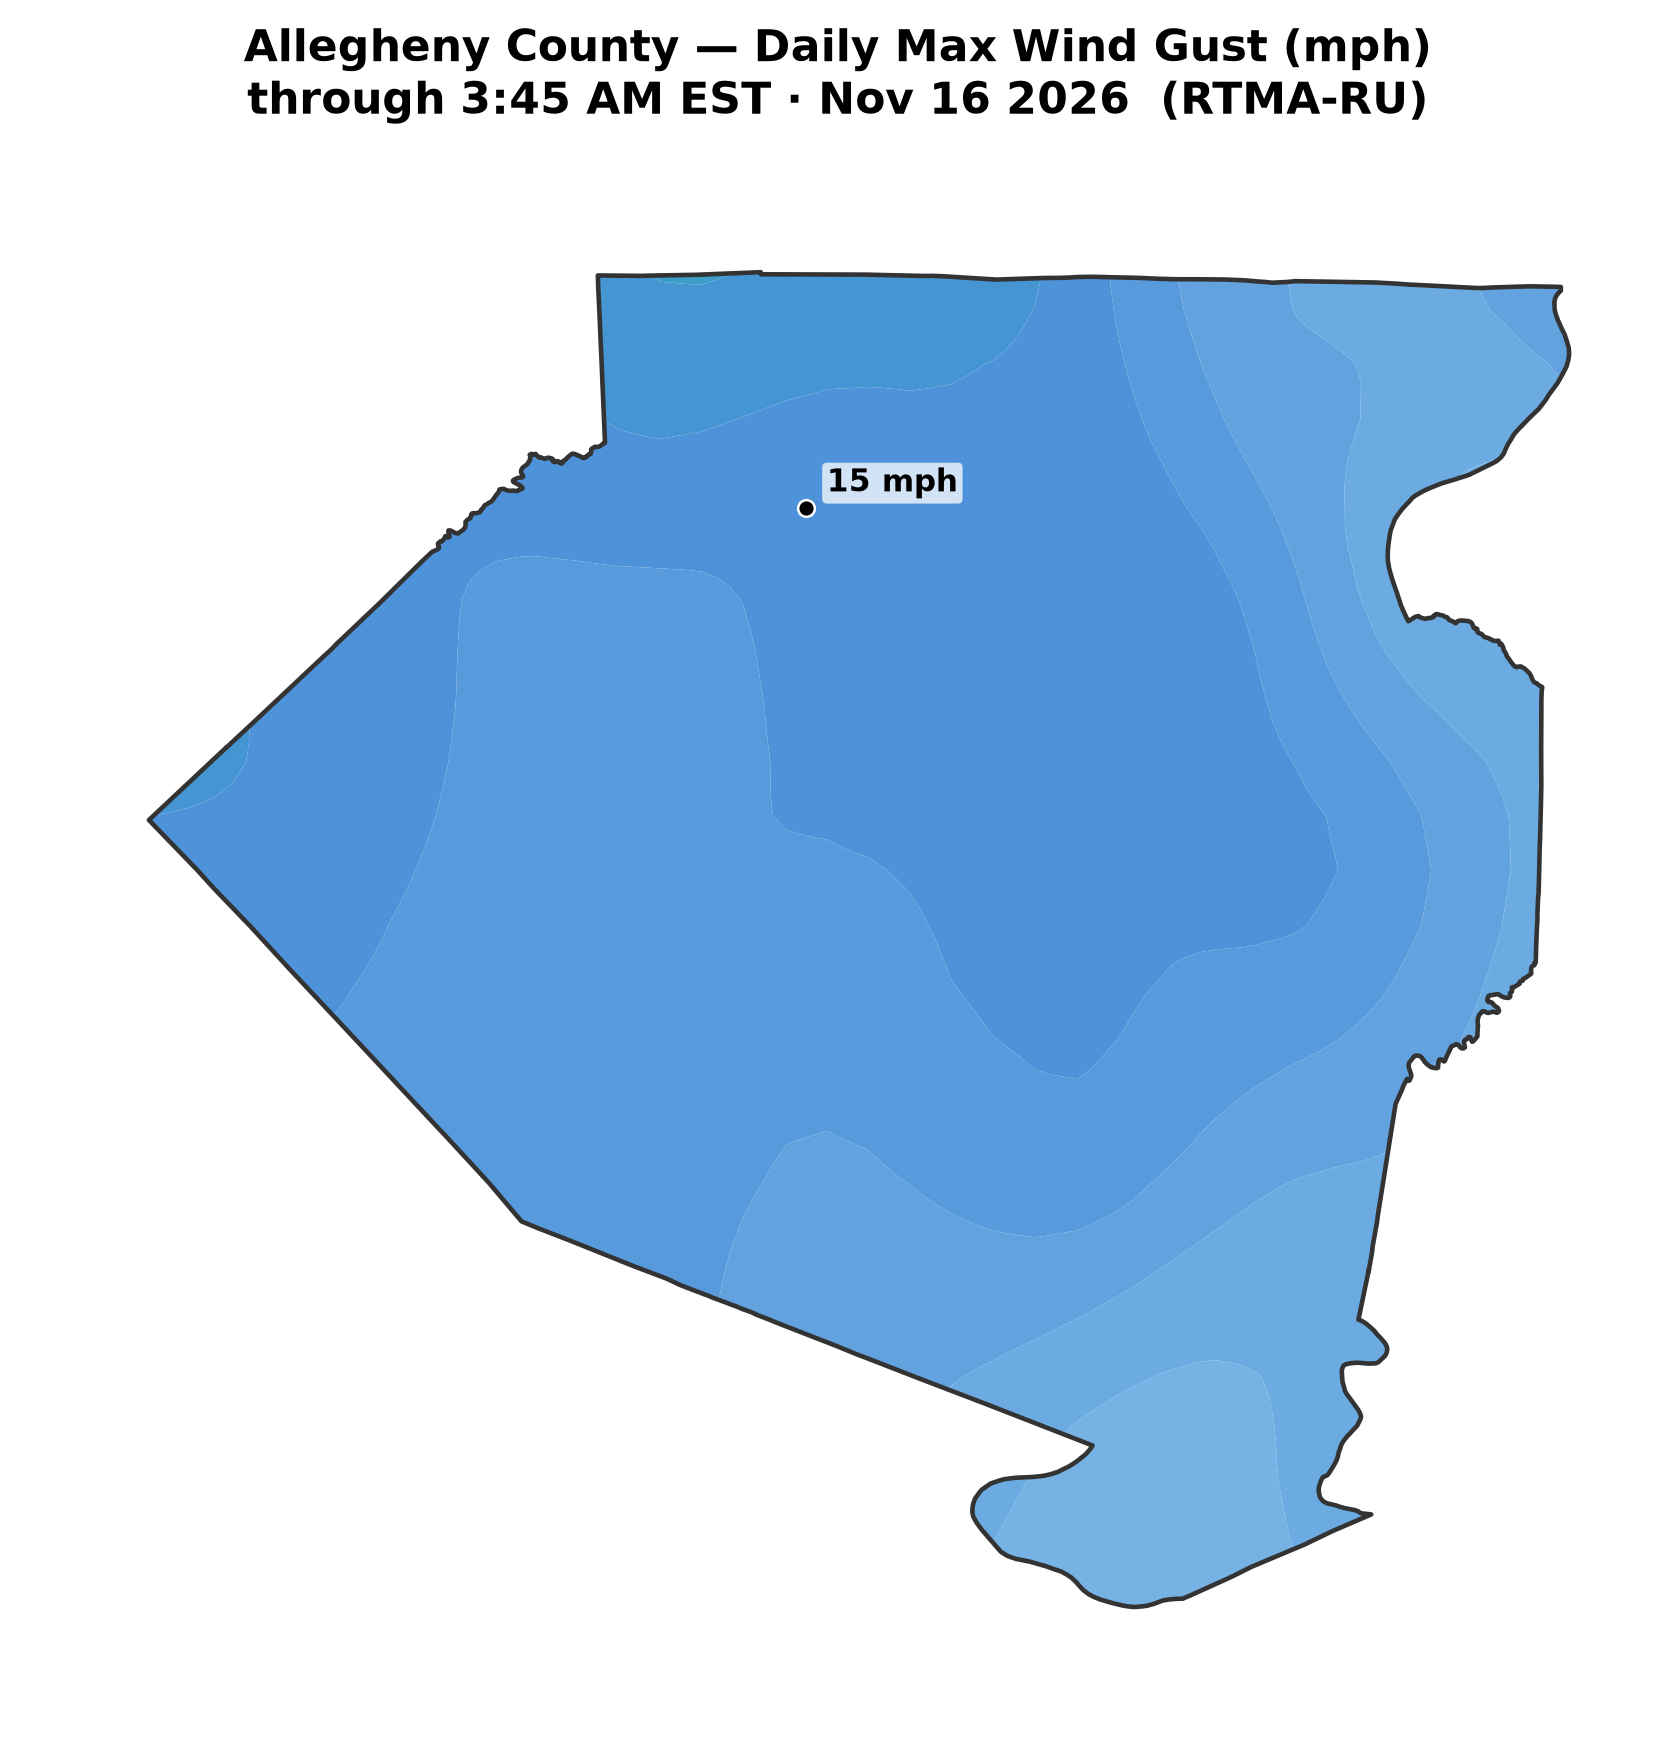 Allegheny County — Daily Max Wind Gust (mph)
through 3:45 AM EST · Nov 16 2026 (RTMA-RU)
15 mph